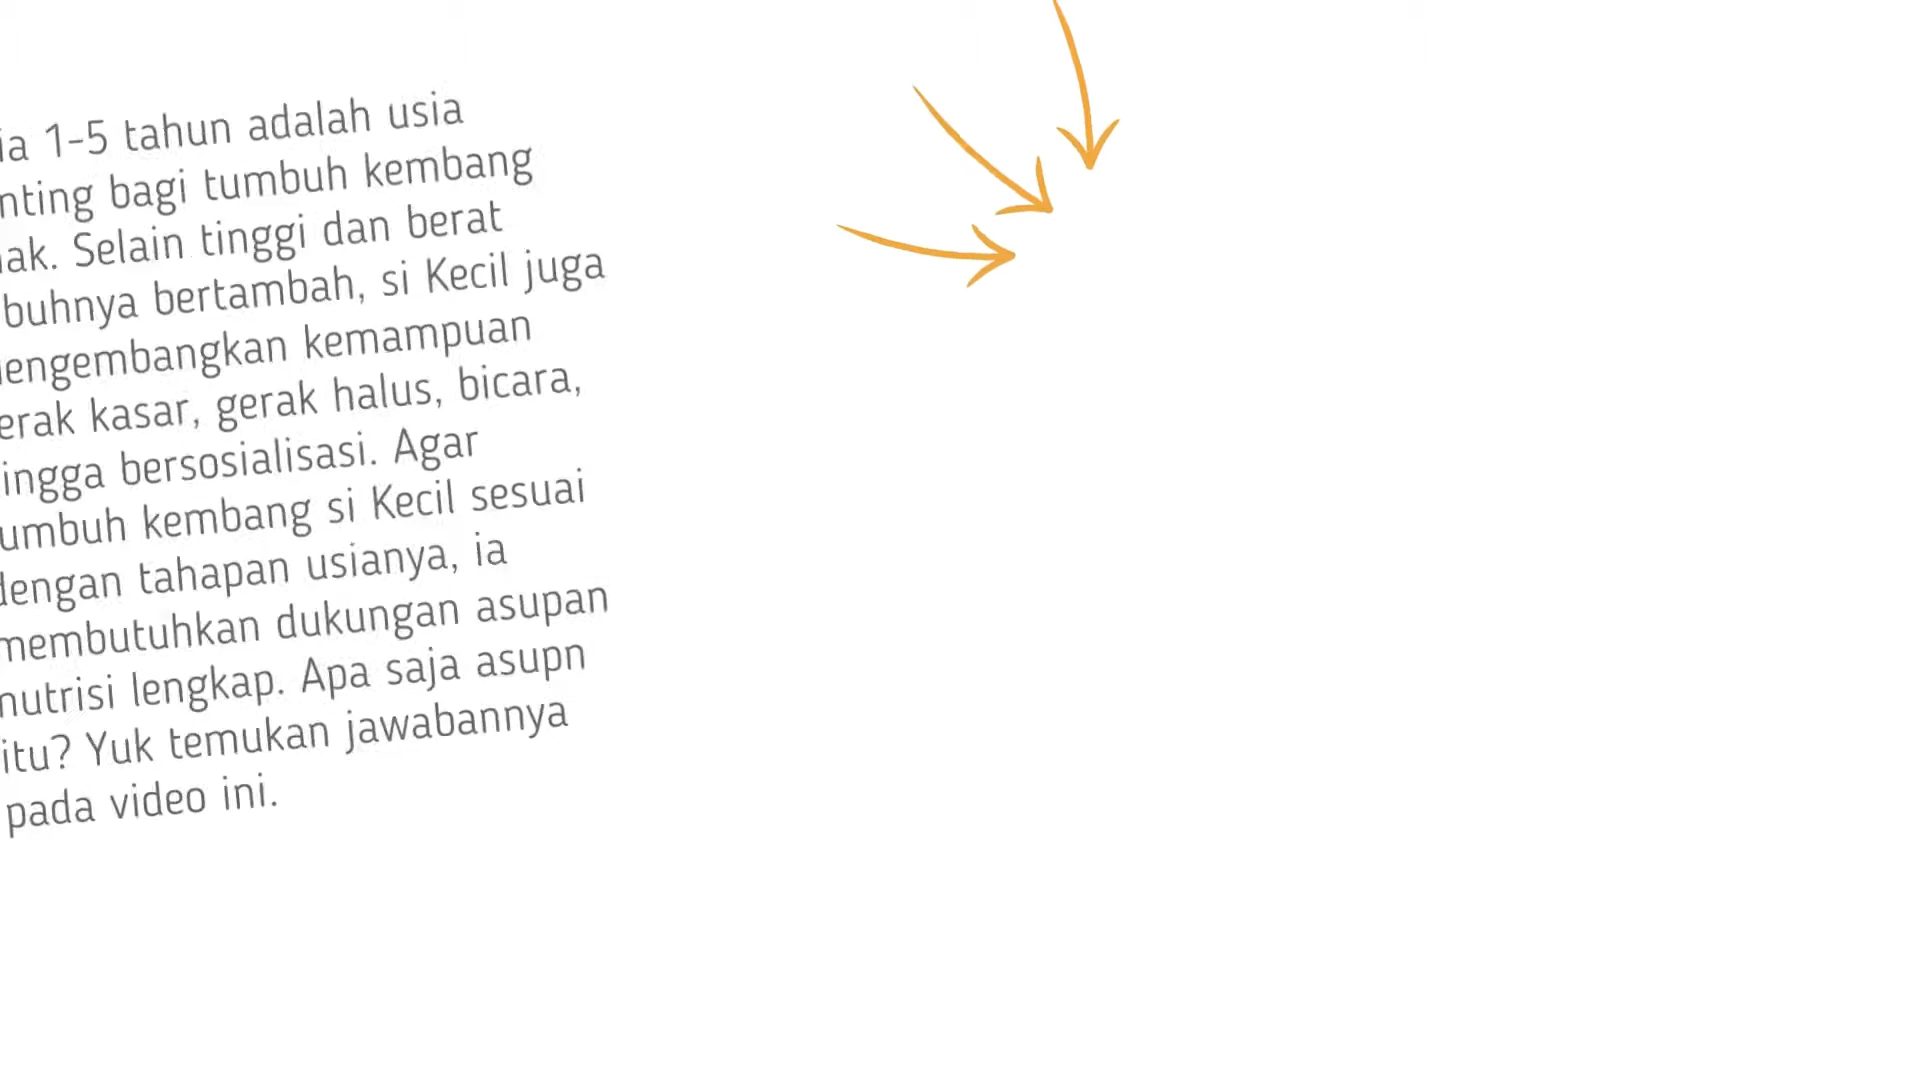 ia 1-5 tahun adalah usia
nting bagi tumbuh kembang
ak. Selain tinggi dan berat
buhnya bertambah, si Kecil juga
engembangkan kemampuan
erak kasar, gerak halus, bicara,
ingga bersosialisasi. Agar
umbuh kembang si Kecil sesuai
dengan tahapan usianya, ia
membutuhkan dukungan asupan
nutrisi lengkap. Apa saja asupn
itu? Yuk temukan jawabannya
pada video ini.